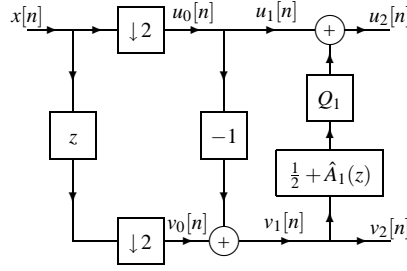 x[n] ↓2 u₀[n] u₁[n] + u₂[n]
Q₁
z −1
½ + Â₁(z)
↓2 v₀[n] + v₁[n] v₂[n]